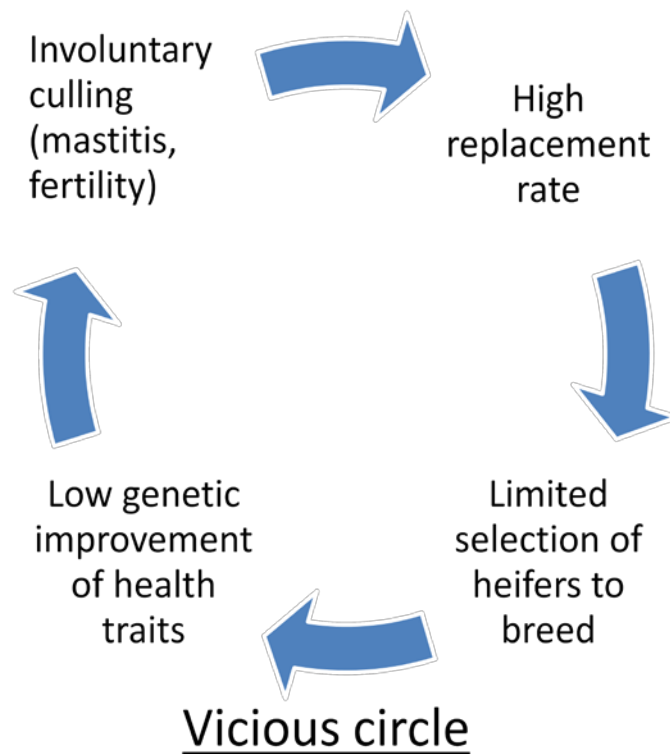 Involuntary
culling
(mastitis,
fertility)
High
replacement
rate
Limited
selection of
heifers to
breed
Low genetic
improvement
of health
traits
Vicious circle